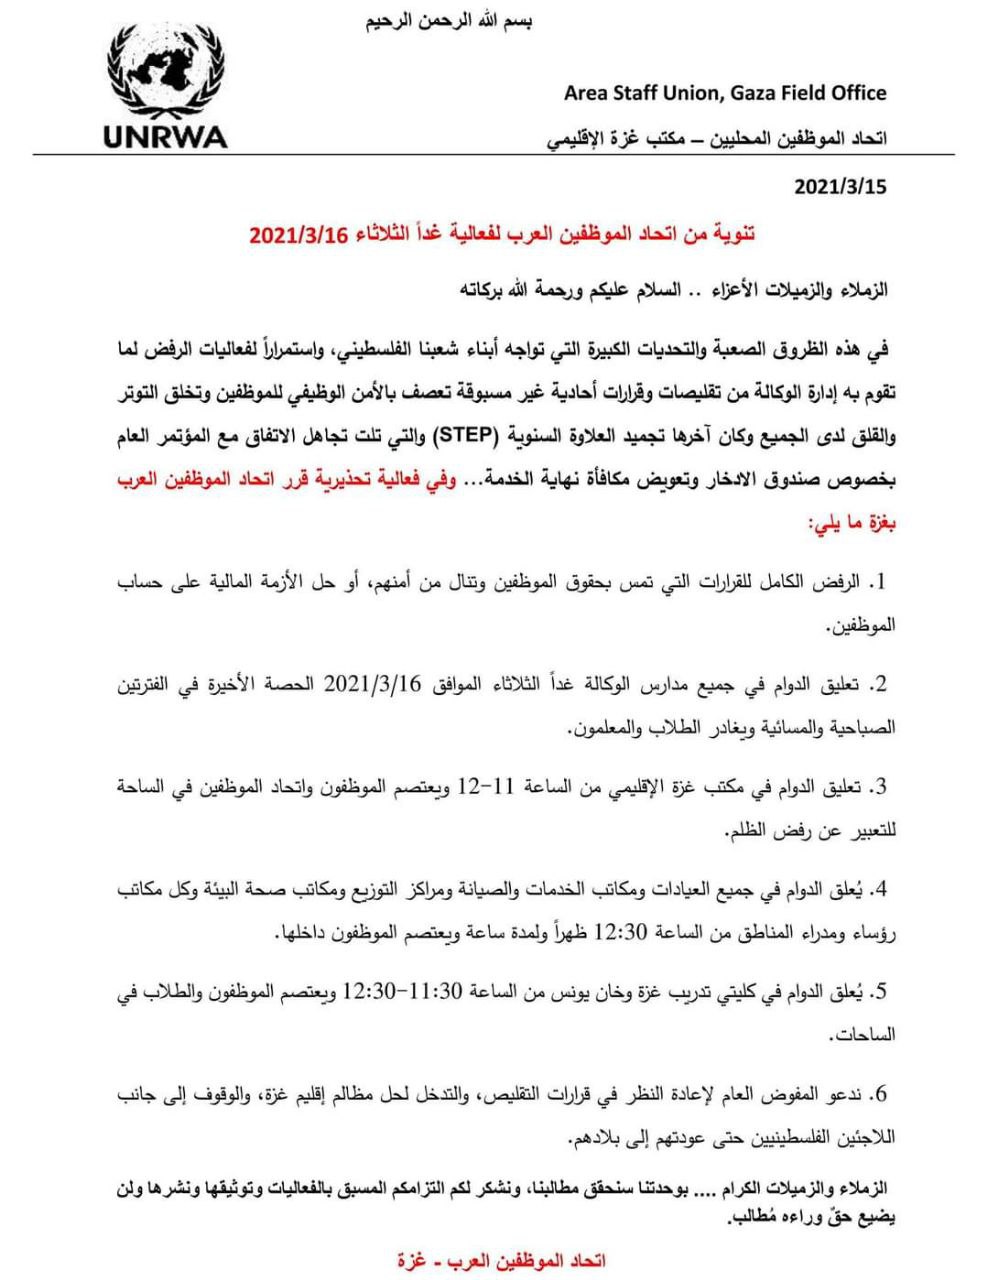 بسم الله الرحمن الرحيم
UNRWA
Area Staff Union, Gaza Field Office
اتحاد الموظفين المحليين – مكتب غزة الإقليمي
2021/3/15
تنوية من اتحاد الموظفين العرب لفعالية غداً الثلاثاء 2021/3/16
الزملاء والزميلات الأعزاء .. السلام عليكم ورحمة الله بركاته
في هذه الظروق الصعبة والتحديات الكبيرة التي تواجه أبناء شعبنا الفلسطيني، واستمراراً لفعاليات الرفض لما
تقوم به إدارة الوكالة من تقليصات وقرارات أحادية غير مسبوقة تعصف بالأمن الوظيفي للموظفين وتخلق التوتر
والقلق لدى الجميع وكان آخرها تجميد العلاوة السنوية (STEP) والتي تلت تجاهل الاتفاق مع المؤتمر العام
بخصوص صندوق الادخار وتعويض مكافأة نهاية الخدمة... وفي فعالية تحذيرية قرر اتحاد الموظفين العرب
بغزة ما يلي:
1. الرفض الكامل للقرارات التي تمس بحقوق الموظفين وتنال من أمنهم، أو حل الأزمة المالية على حساب
الموظفين.
2. تعليق الدوام في جميع مدارس الوكالة غداً الثلاثاء الموافق 2021/3/16 الحصة الأخيرة في الفترتين
الصباحية والمسائية ويغادر الطلاب والمعلمون.
3. تعليق الدوام في مكتب غزة الإقليمي من الساعة 11-12 ويعتصم الموظفون واتحاد الموظفين في الساحة
للتعبير عن رفض الظلم.
4. يُعلق الدوام في جميع العيادات ومكاتب الخدمات والصيانة ومراكز التوزيع ومكاتب صحة البيئة وكل مكاتب
رؤساء ومدراء المناطق من الساعة 12:30 ظهراً ولمدة ساعة ويعتصم الموظفون داخلها.
5. يُعلق الدوام في كليتي تدريب غزة وخان يونس من الساعة 11:30-12:30 ويعتصم الموظفون والطلاب في
الساحات.
6. ندعو المفوض العام لإعادة النظر في قرارات التقليص، والتدخل لحل مظالم إقليم غزة، والوقوف إلى جانب
اللاجئين الفلسطينيين حتى عودتهم إلى بلادهم.
الزملاء والزميلات الكرام .... بوحدتنا سنحقق مطالبنا، ونشكر لكم التزامكم المسبق بالفعاليات وتوثيقها ونشرها ولن
يضيع حقٌ وراءه مُطالب.
اتحاد الموظفين العرب - غزة